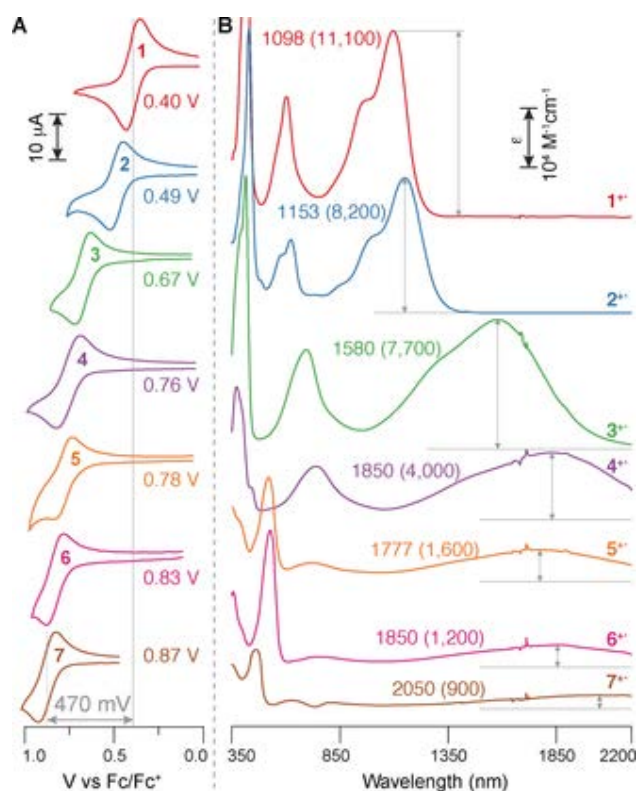 A
1
0.40 V
10 µA
2
0.49 V
3
0.67 V
4
0.76 V
5
0.78 V
6
0.83 V
7
0.87 V
470 mV
1.0 0.5 0.0
V vs Fc/Fc⁺
B
1098 (11,100)
ε
10⁴ M⁻¹cm⁻¹
1⁺•
1153 (8,200)
2⁺•
1580 (7,700)
3⁺•
1850 (4,000)
4⁺•
1777 (1,600)
5⁺•
1850 (1,200)
6⁺•
2050 (900)
7⁺•
350 850 1350 1850 2200
Wavelength (nm)